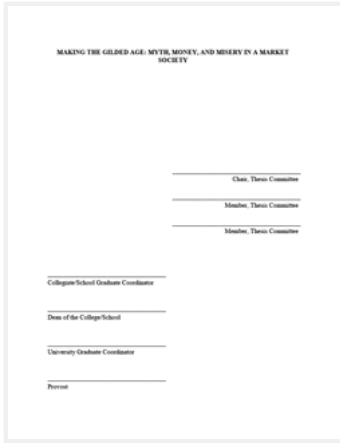 MAKING THE GILDED AGE: MYTH, MONEY, AND MISERY IN A MARKET
SOCIETY
Chair, Thesis Committee
Member, Thesis Committee
Member, Thesis Committee
Collegiate/School Graduate Coordinator
Dean of the College/School
University Graduate Coordinator
Provost